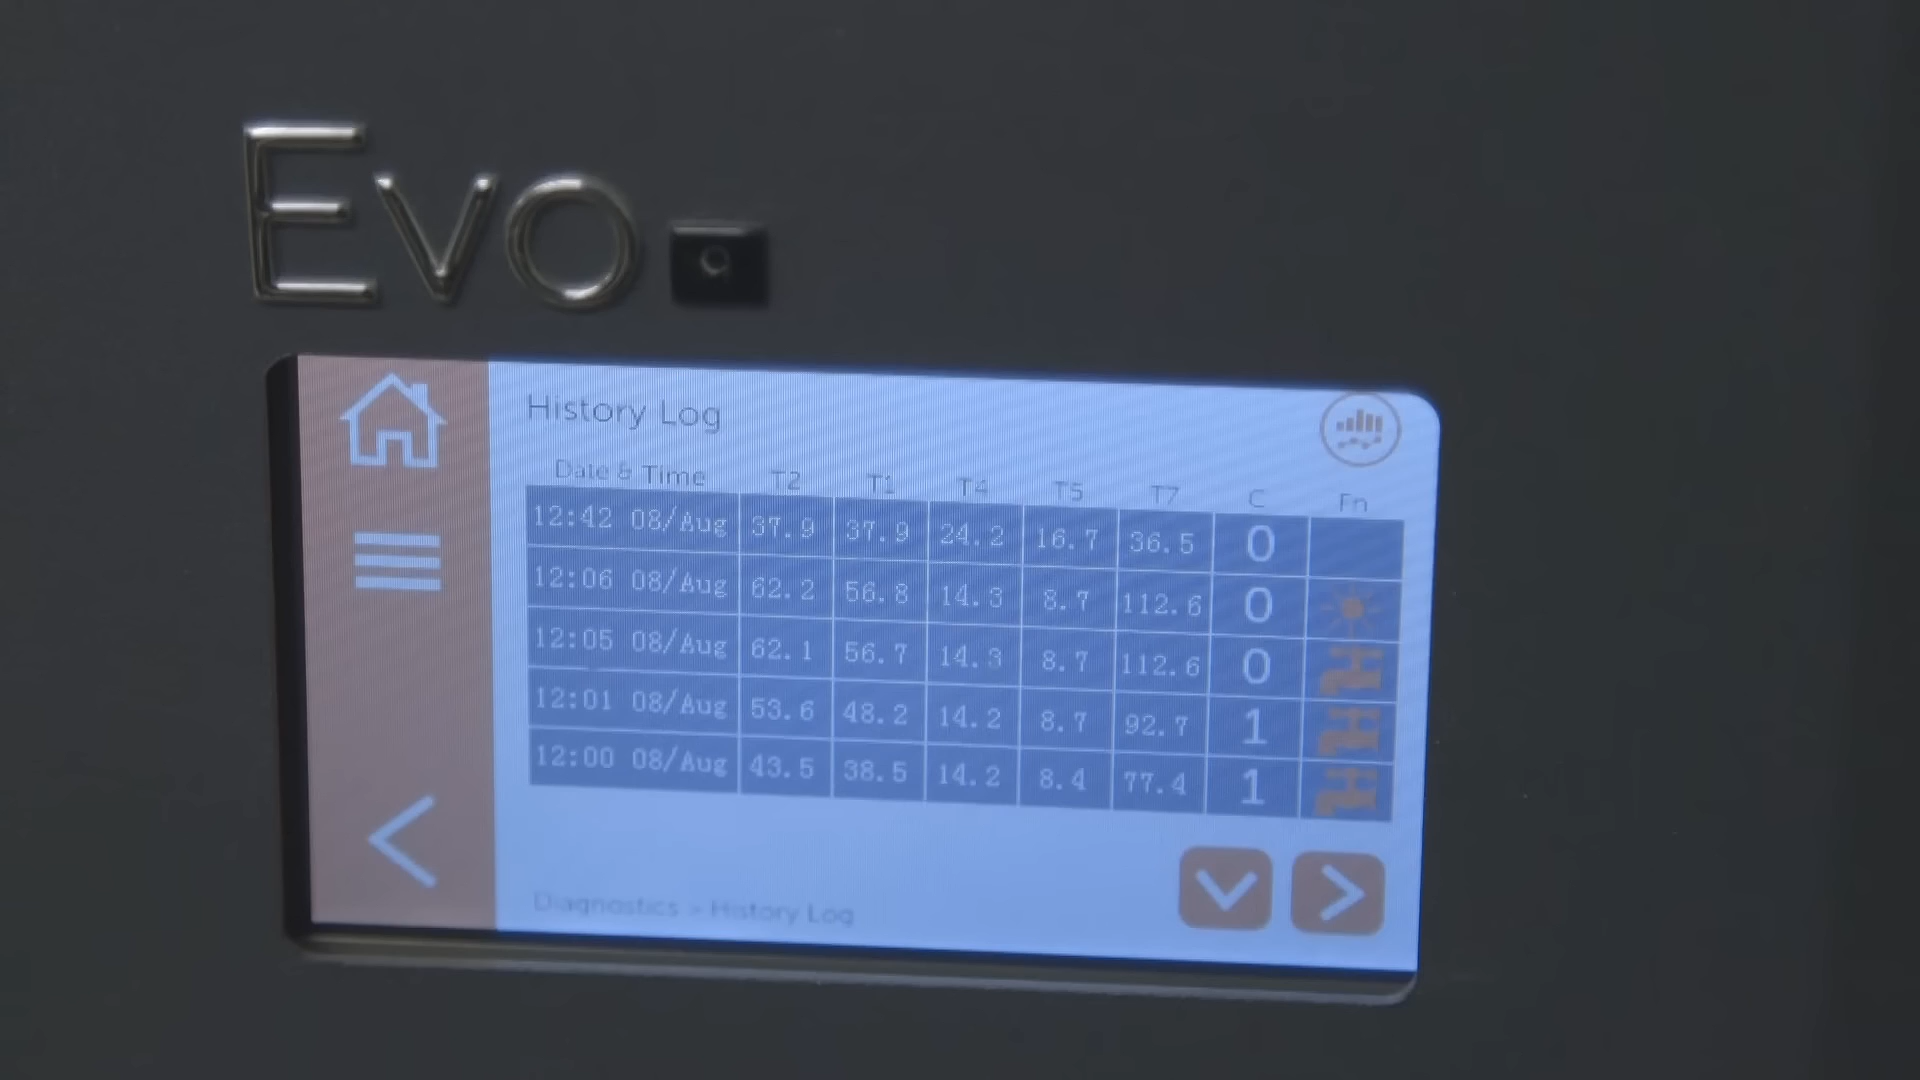 Evo
History Log
Date & Time T2 T1 T4 T5 T7 C Fn
12:42 08/Aug 37.9 37.9 24.2 16.7 36.5 0
12:06 08/Aug 62.2 56.8 14.3 8.7 112.6 0
12:05 08/Aug 62.1 56.7 14.3 8.7 112.6 0
12:01 08/Aug 53.6 48.2 14.2 8.7 92.7 1
12:00 08/Aug 43.5 38.5 14.2 8.4 77.4 1
Diagnostics > History Log